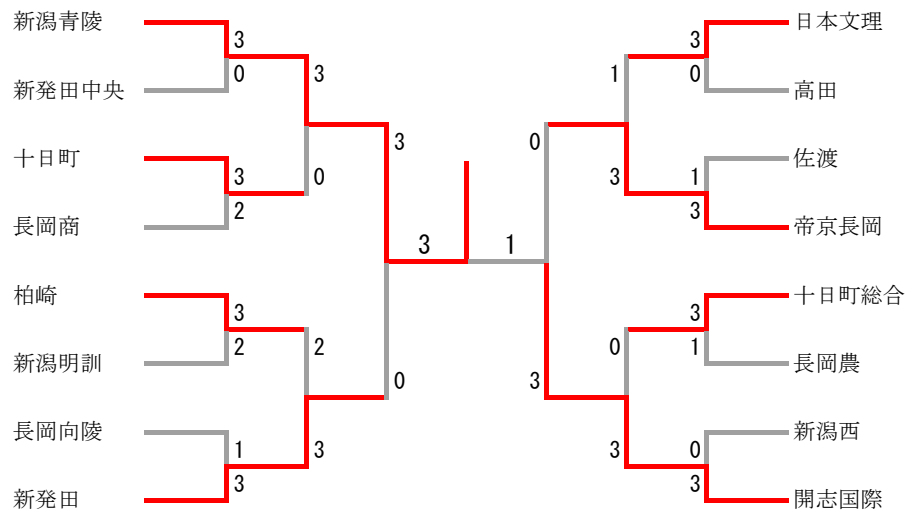 新潟青陵
3
0
新発田中央
3
十日町
3
2
長岡商
0
3
柏崎
3
2
新潟明訓
2
長岡向陵
1
3
新発田
3
0
3
1
日本文理
3
0
高田
1
佐渡
1
3
帝京長岡
3
0
十日町総合
3
1
長岡農
0
新潟西
0
3
開志国際
3
3